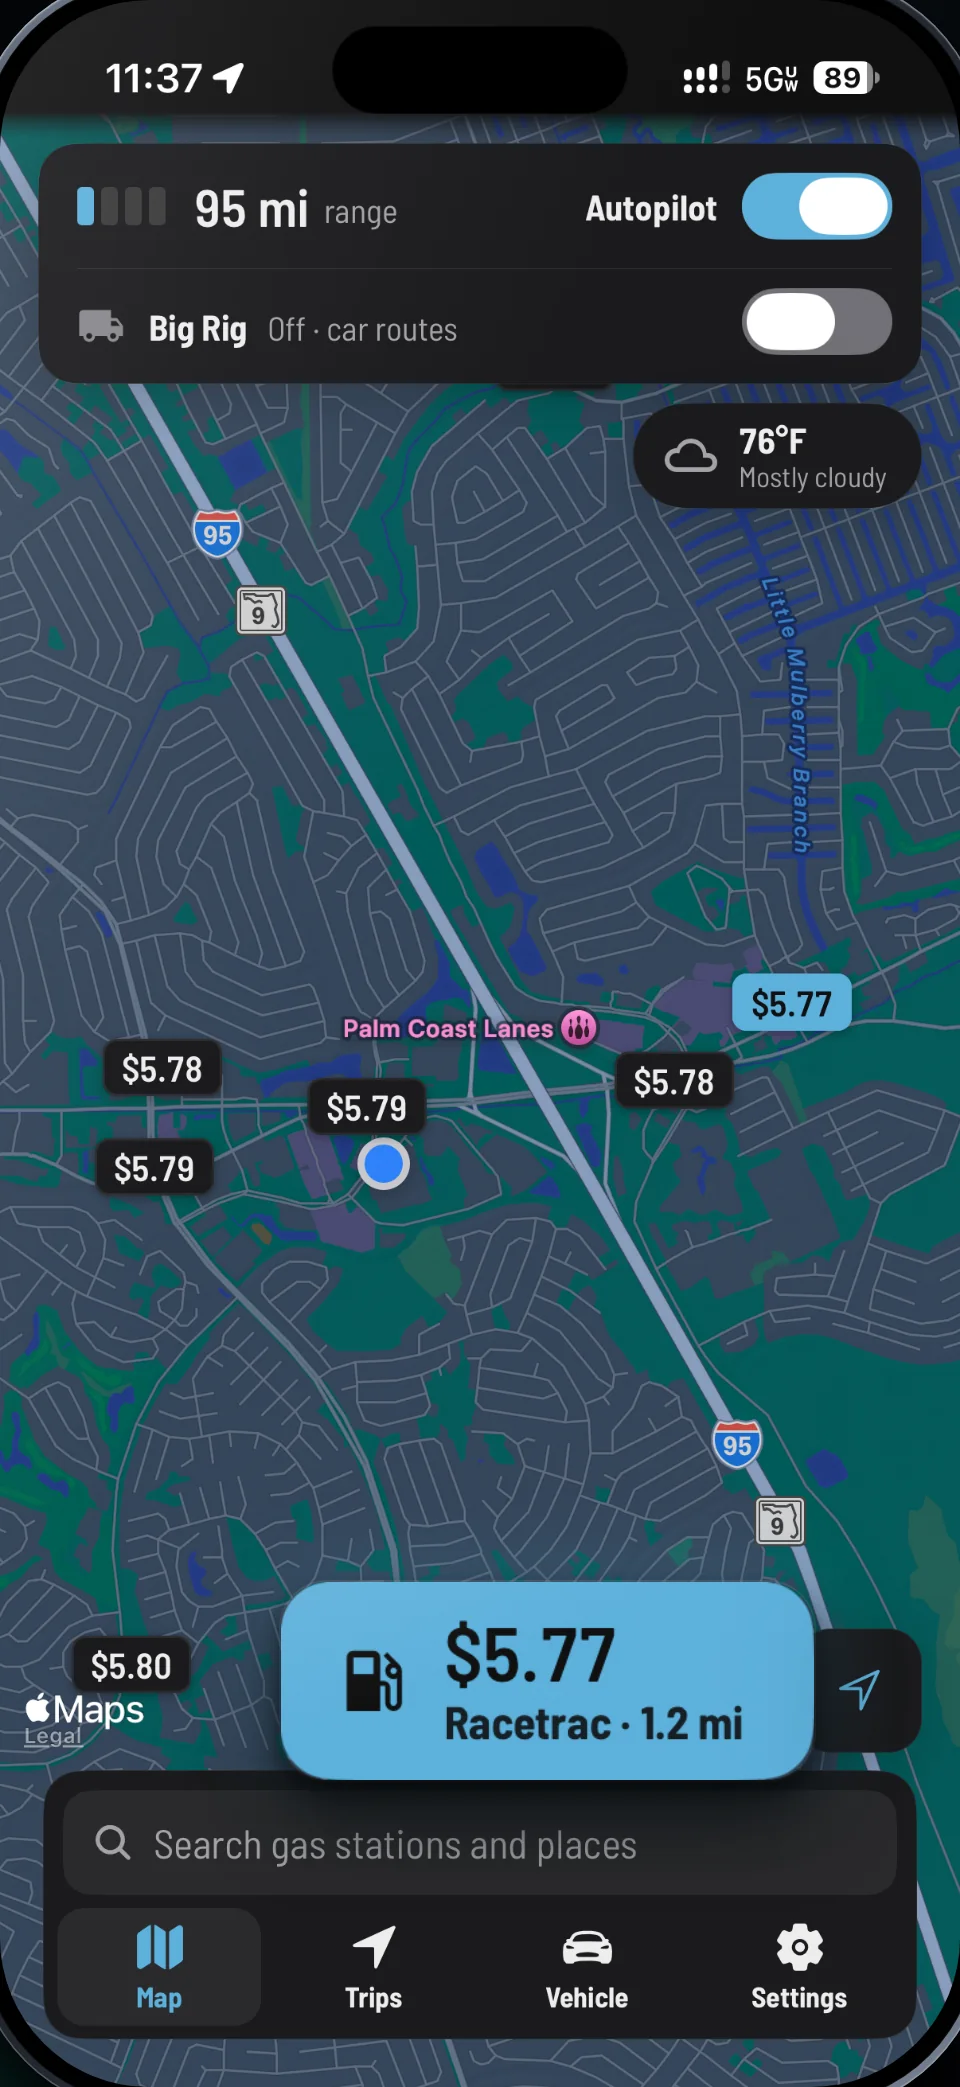 11:37
5G UW
89
95 mi range
Autopilot
Big Rig Off · car routes
76°F
Mostly cloudy
95
9
Little Mulberry Branch
$5.77
Palm Coast Lanes
$5.78
$5.78
$5.79
$5.79
95
9
$5.77
Racetrac · 1.2 mi
$5.80
Maps
Legal
Search gas stations and places
Map
Trips
Vehicle
Settings